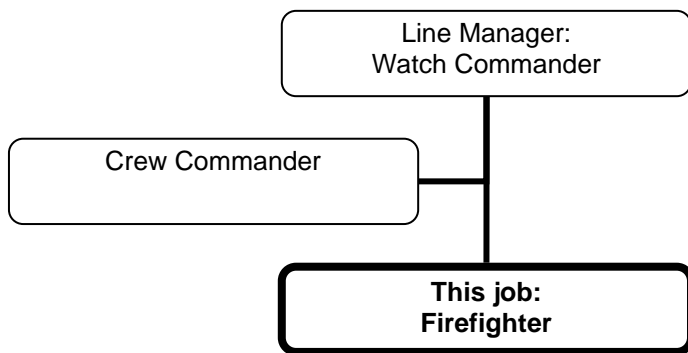 Line Manager:
Watch Commander
Crew Commander
This job:
Firefighter